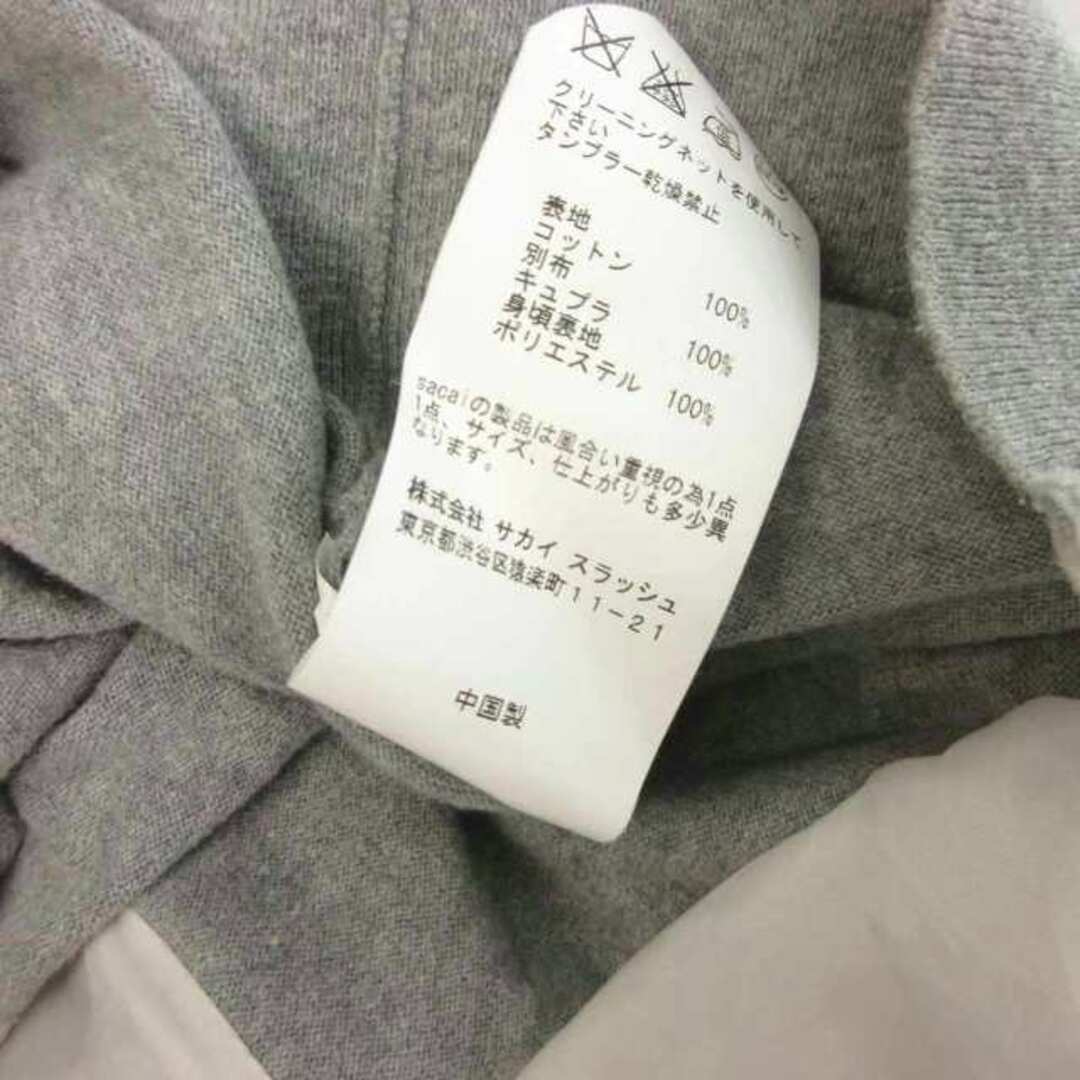 クリーニングネットを使用して
下さい
タンブラー乾燥禁止
表地
コットン 100%
別布
キュプラ 100%
身頃裏地
ポリエステル 100%
sacaiの製品は風合い重視の為1点
1点、サイズ、仕上がりも多少異
なります。
株式会社 サカイ スラッシュ
東京都渋谷区猿楽町11-21
中国製